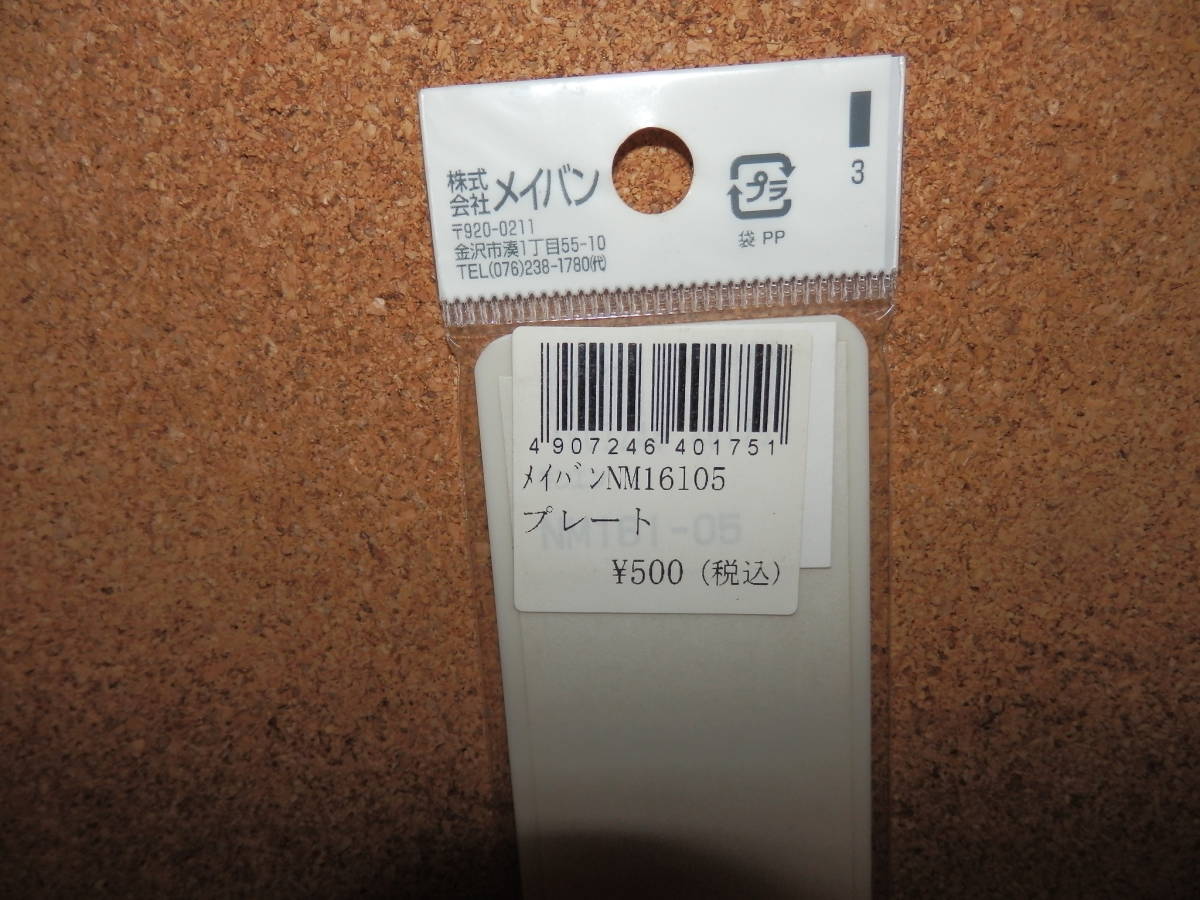 株式会社メイバン
〒920-0211
金沢市湊1丁目55-10
TEL(076)238-1780㈹
プラ
袋 PP
3
4 907246 401751
ﾒｲﾊﾞﾝNM16105
プレート
NM161-05
¥500 (税込)